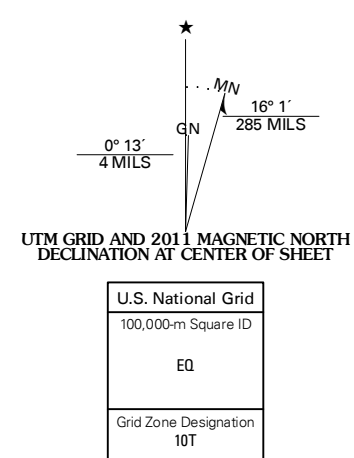 ★
MN
16° 1´
285 MILS
GN
0° 13´
4 MILS
UTM GRID AND 2011 MAGNETIC NORTH
DECLINATION AT CENTER OF SHEET
U.S. National Grid
100,000-m Square ID
EQ
Grid Zone Designation
10T